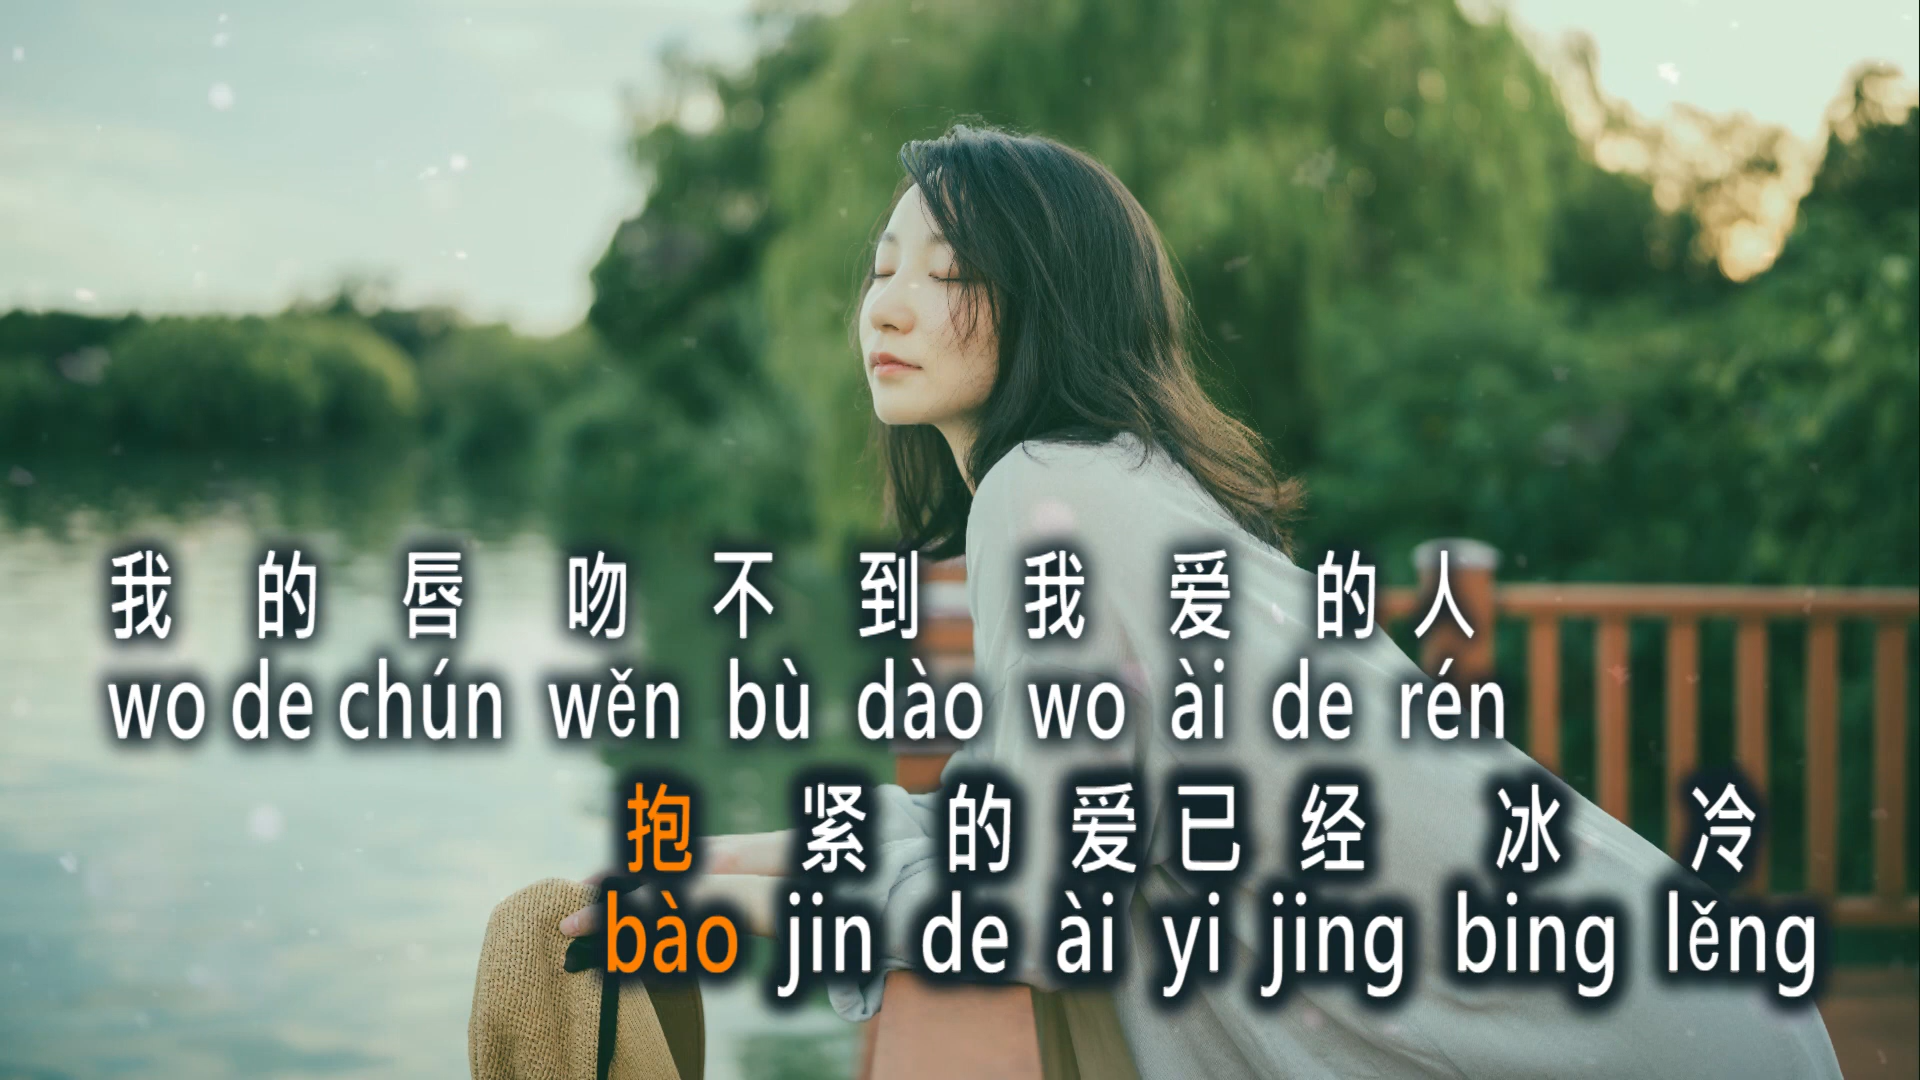 我的唇吻不到我爱的人
wo de chún wěn bù dào wo ài de rén
抱紧的爱已经冰冷
bào jin de ài yi jing bing lěng